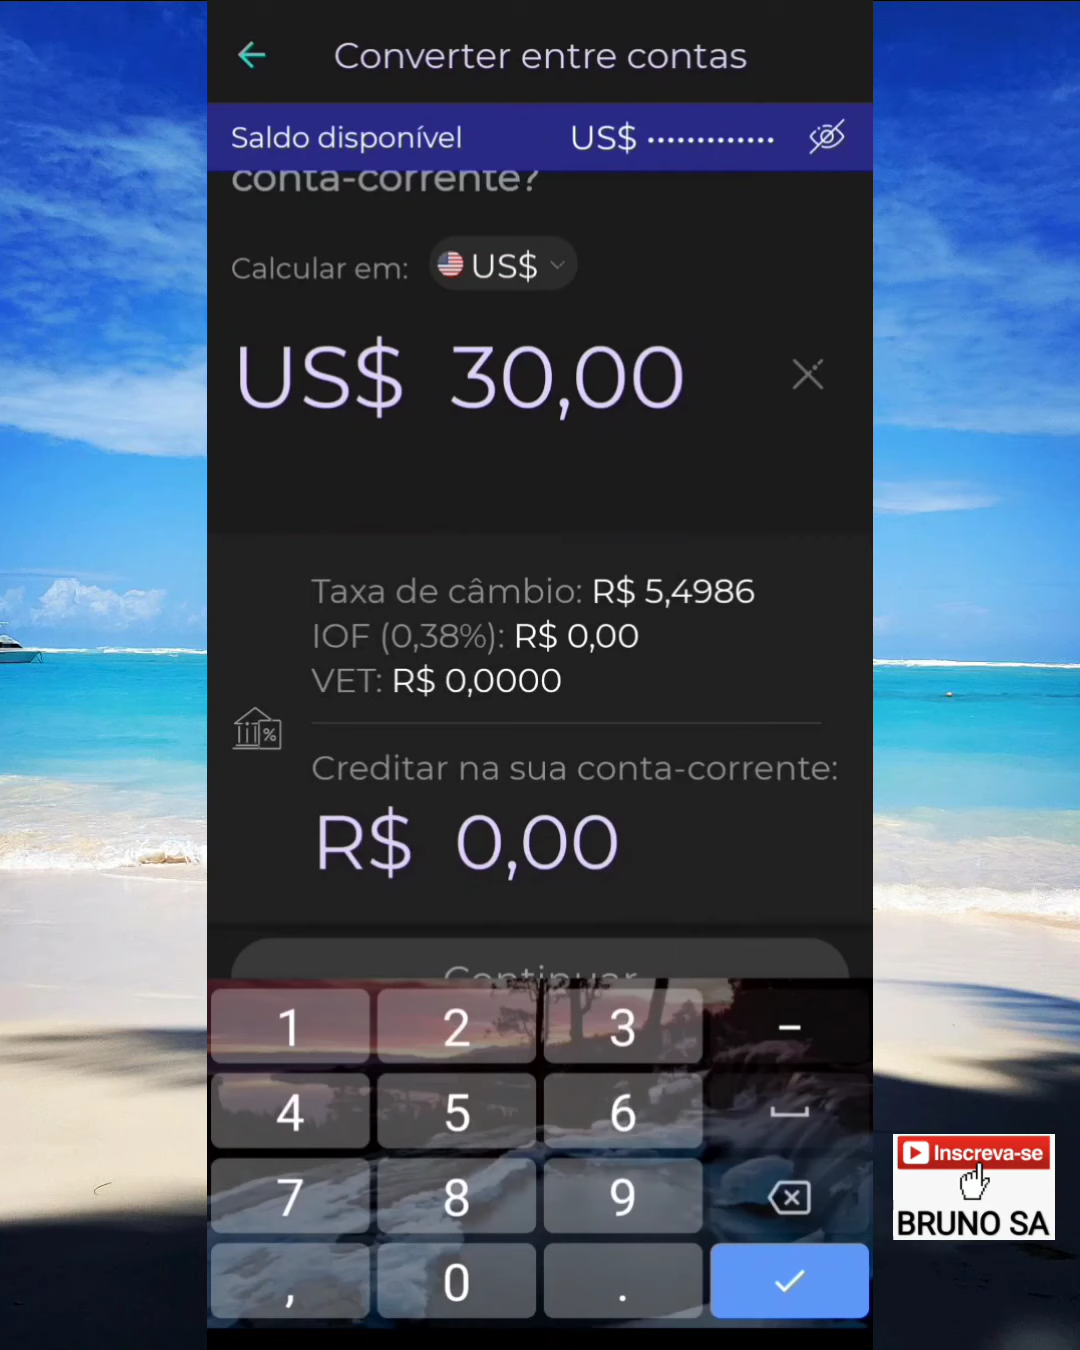 Converter entre contas
Saldo disponível US$ •••••••••••••
conta-corrente?
Calcular em: US$
US$ 30,00
Taxa de câmbio: R$ 5,4986
IOF (0,38%): R$ 0,00
VET: R$ 0,0000
%
Creditar na sua conta-corrente:
R$ 0,00
Continuar
1 2 3 -
4 5 6
7 8 9
, 0 .
Inscreva-se
BRUNO SA